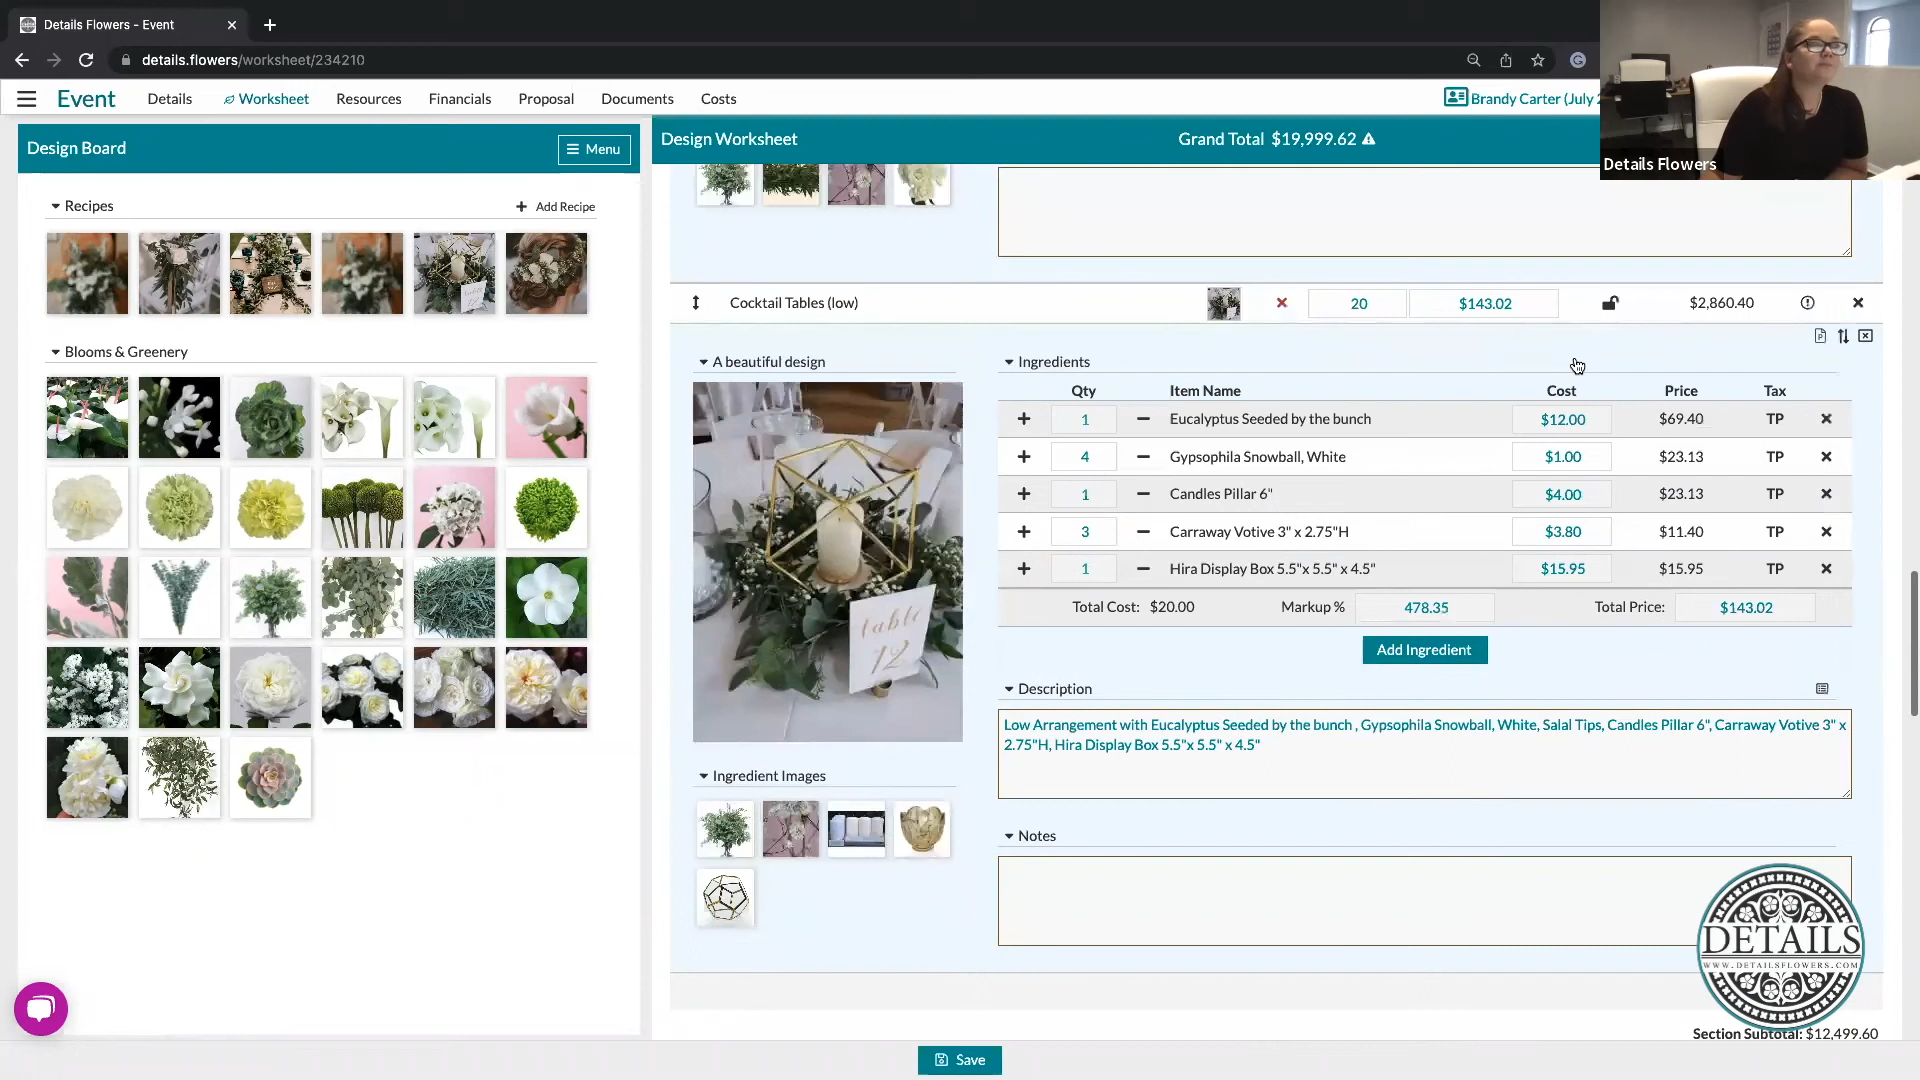 Details Flowers - Event
details.flowers/worksheet/234210
Event
Details
Worksheet
Resources
Financials
Proposal
Documents
Costs
Brandy Carter (July
Details Flowers
Design Board
Menu
Design Worksheet
Grand Total $19,999.62
Recipes
Add Recipe
Blooms & Greenery
Cocktail Tables (low) 20 $143.02 $2,860.40
A beautiful design
table
12
Ingredient Images
Ingredients
Qty Item Name Cost Price Tax
1 Eucalyptus Seeded by the bunch $12.00 $69.40 TP
4 Gypsophila Snowball, White $1.00 $23.13 TP
1 Candles Pillar 6" $4.00 $23.13 TP
3 Carraway Votive 3" x 2.75"H $3.80 $11.40 TP
1 Hira Display Box 5.5"x 5.5" x 4.5" $15.95 $15.95 TP
Total Cost: $20.00 Markup % 478.35 Total Price: $143.02
Add Ingredient
Description
Low Arrangement with Eucalyptus Seeded by the bunch , Gypsophila Snowball, White, Salal Tips, Candles Pillar 6", Carraway Votive 3" x
2.75"H, Hira Display Box 5.5"x 5.5" x 4.5"
Notes
DETAILS
WWW.DETAILSFLOWERS.COM
Section Subtotal: $12,499.60
Save